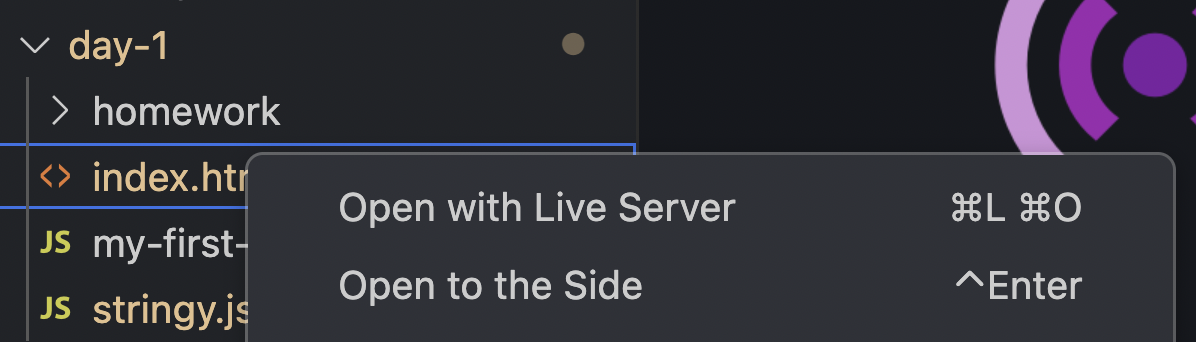 day-1
homework
<> index.htm
JS my-first-
JS stringy.js
Open with Live Server ⌘L ⌘O
Open to the Side ^Enter